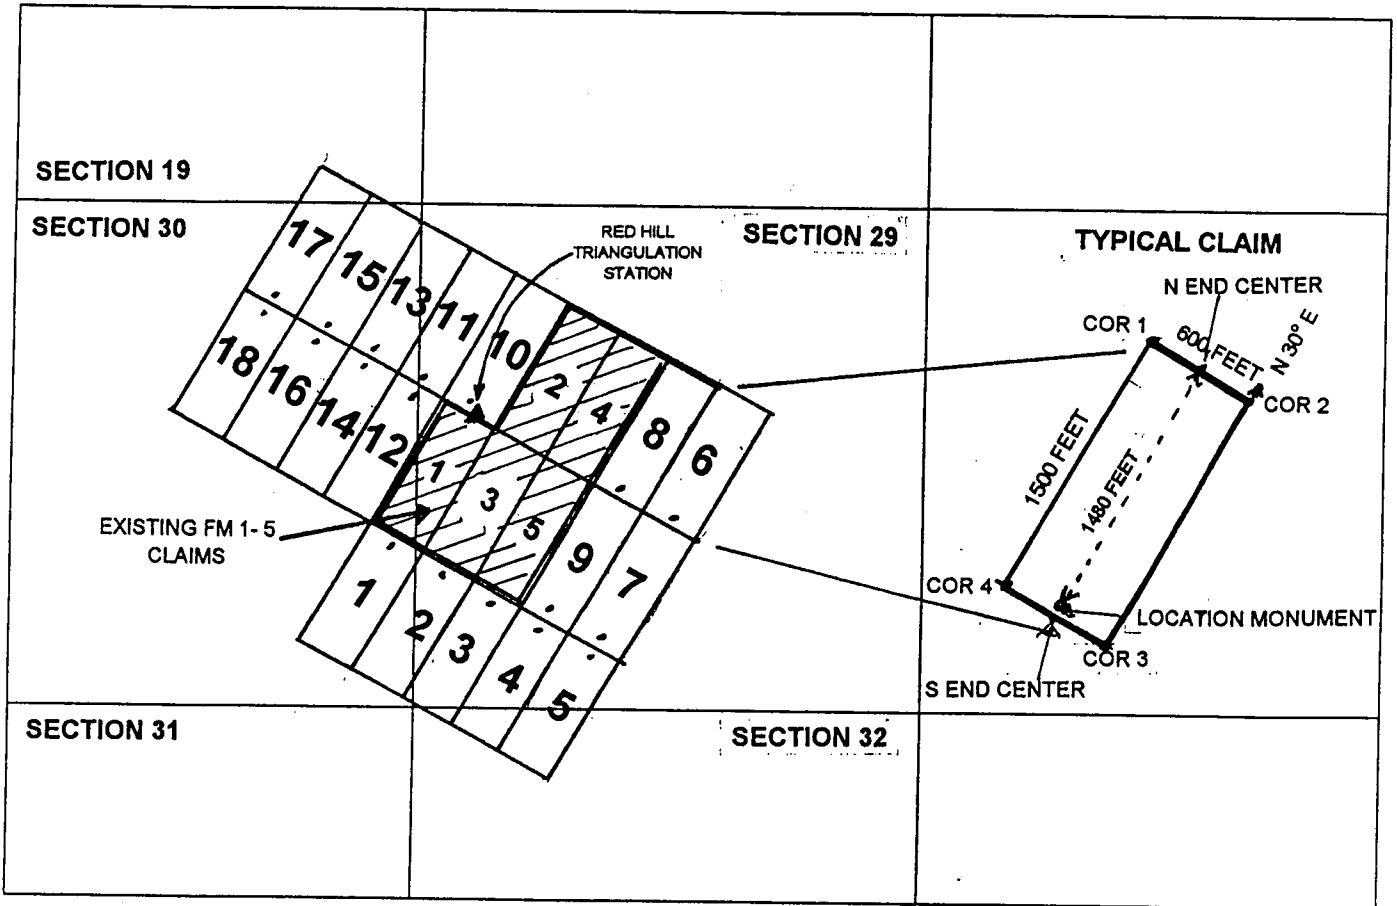 SECTION 19
SECTION 30
RED HILL
TRIANGULATION
STATION
SECTION 29
TYPICAL CLAIM
N END CENTER
COR 1
600 FEET
N 30° E
COR 2
1500 FEET
1480 FEET
COR 4
LOCATION MONUMENT
COR 3
S END CENTER
17
15
13
11
10
2
4
8
6
18
16
14
12
1
3
5
9
7
EXISTING FM 1-5
CLAIMS
1
2
3
4
5
SECTION 31
SECTION 32